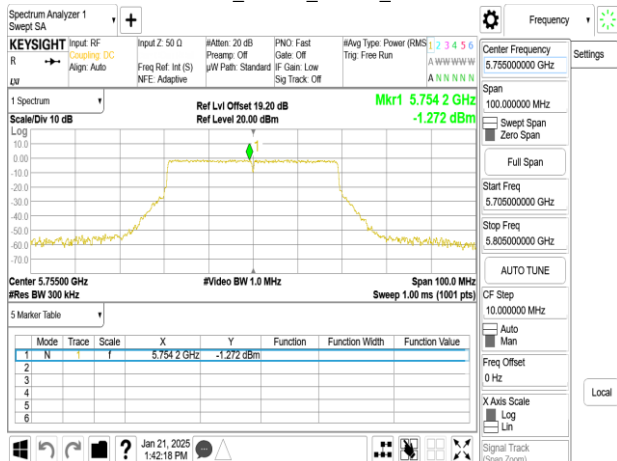 Spectrum Analyzer 1
Swept SA
Frequency
KEYSIGHT
R
Input: RF
Coupling: DC
Align: Auto
Input Z: 50 Ω
Freq Ref: Int (S)
NFE: Adaptive
#Atten: 20 dB
Preamp: Off
µW Path: Standard
PNO: Fast
Gate: Off
IF Gain: Low
Sig Track: Off
#Avg Type: Power (RMS
Trig: Free Run
1 2 3 4 5 6
A W W W W W
A N N N N N
1 Spectrum
Scale/Div 10 dB
Ref Lvl Offset 19.20 dB
Ref Level 20.00 dBm
Mkr1 5.754 2 GHz
-1.272 dBm
Log
10.0
0.00
-10.0
-20.0
-30.0
-40.0
-50.0
-60.0
-70.0
1
Center 5.75500 GHz
#Res BW 300 kHz
#Video BW 1.0 MHz
Span 100.0 MHz
Sweep 1.00 ms (1001 pts)
5 Marker Table
Mode Trace Scale X Y Function Function Width Function Value
1 N 1 f 5.754 2 GHz -1.272 dBm
2
3
4
5
6
Jan 21, 2025
1:42:18 PM
Center Frequency
5.755000000 GHz
Span
100.000000 MHz
Swept Span
Zero Span
Full Span
Start Freq
5.705000000 GHz
Stop Freq
5.805000000 GHz
AUTO TUNE
CF Step
10.000000 MHz
Auto
Man
Freq Offset
0 Hz
X Axis Scale
Log
Lin
Signal Track
(Span Zoom)
Settings
Local